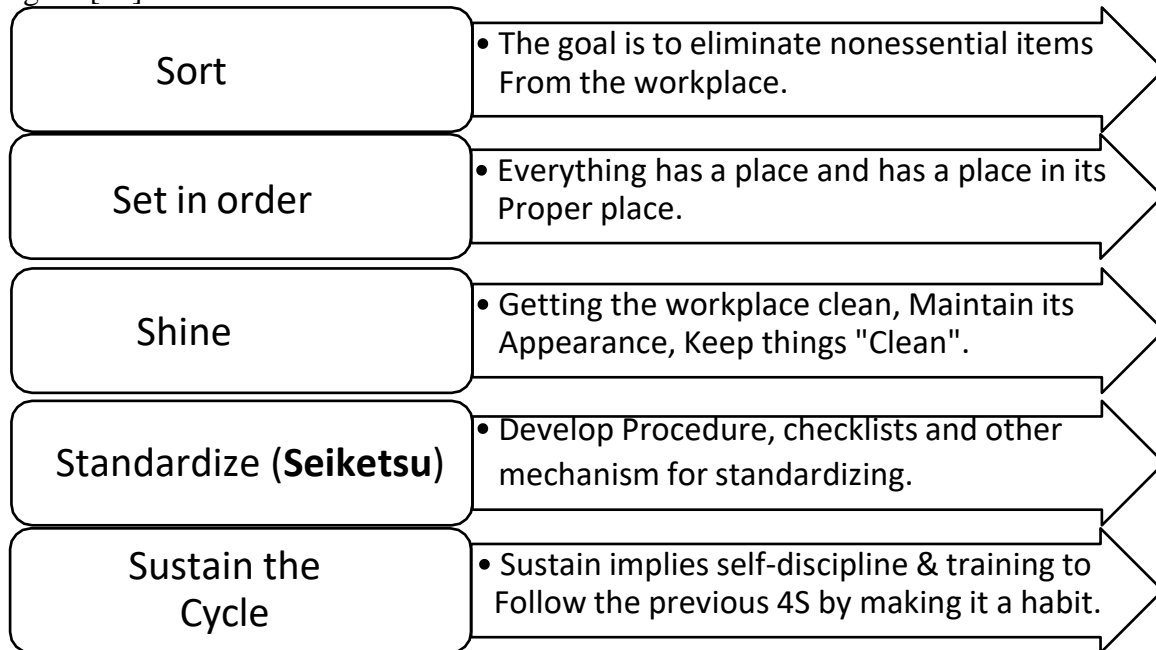 Sort
• The goal is to eliminate nonessential items
From the workplace.
Set in order
• Everything has a place and has a place in its
Proper place.
Shine
• Getting the workplace clean, Maintain its
Appearance, Keep things "Clean".
Standardize (Seiketsu)
• Develop Procedure, checklists and other
mechanism for standardizing.
Sustain the
Cycle
• Sustain implies self-discipline & training to
Follow the previous 4S by making it a habit.